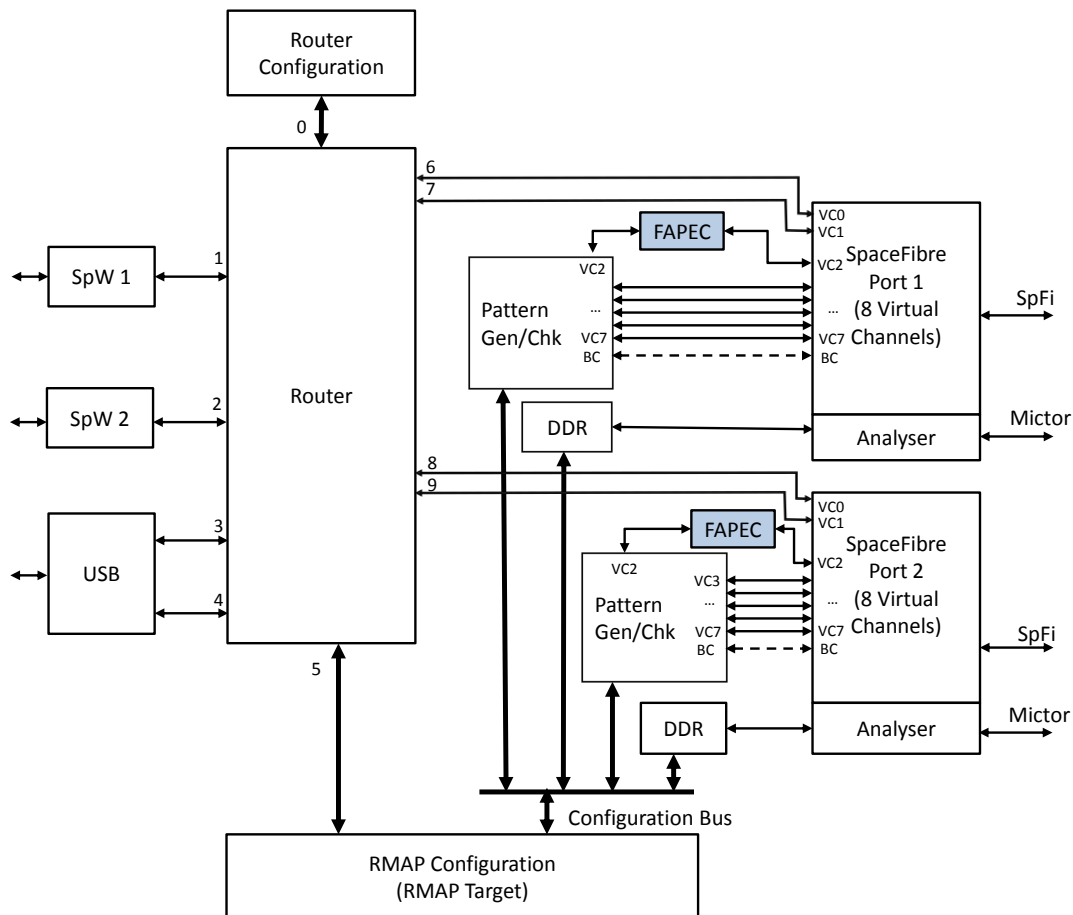 Router
Configuration
0
6
7
VC0
VC1
FAPEC
SpaceFibre
Port 1
(8 Virtual
Channels)
VC2
VC2
SpW 1
1
Pattern
Gen/Chk
...
...
SpFi
VC7
VC7
BC
BC
Router
SpW 2
2
DDR
Analyser
Mictor
8
9
VC0
VC1
FAPEC
SpaceFibre
Port 2
(8 Virtual
Channels)
USB
3
4
VC2
VC2
VC3
Pattern
Gen/Chk
...
...
VC7
VC7
BC
BC
SpFi
5
DDR
Analyser
Mictor
Configuration Bus
RMAP Configuration
(RMAP Target)